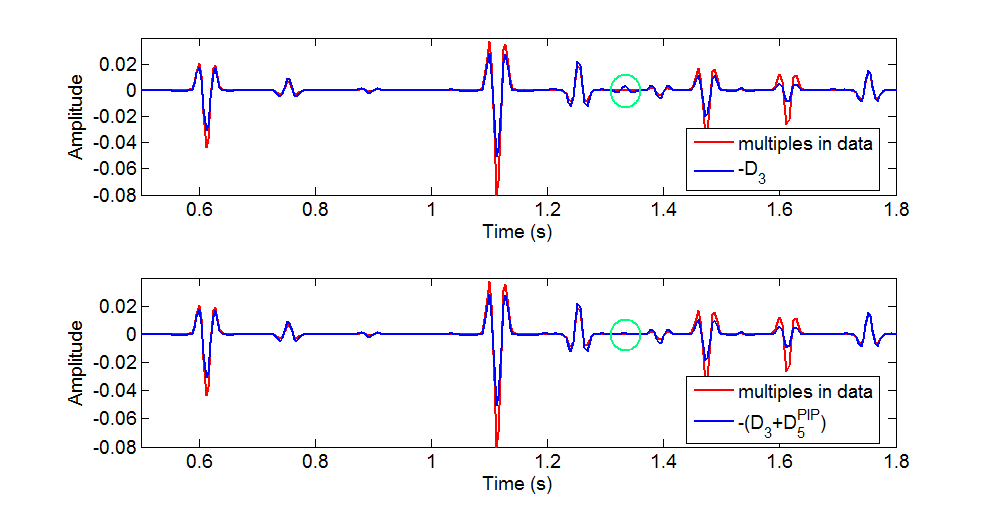 Amplitude
0.02
0
-0.02
-0.04
-0.06
-0.08
multiples in data
-D3
0.6 0.8 1 1.2 1.4 1.6 1.8
Time (s)
Amplitude
0.02
0
-0.02
-0.04
-0.06
-0.08
multiples in data
-(D3+D5PIP)
0.6 0.8 1 1.2 1.4 1.6 1.8
Time (s)